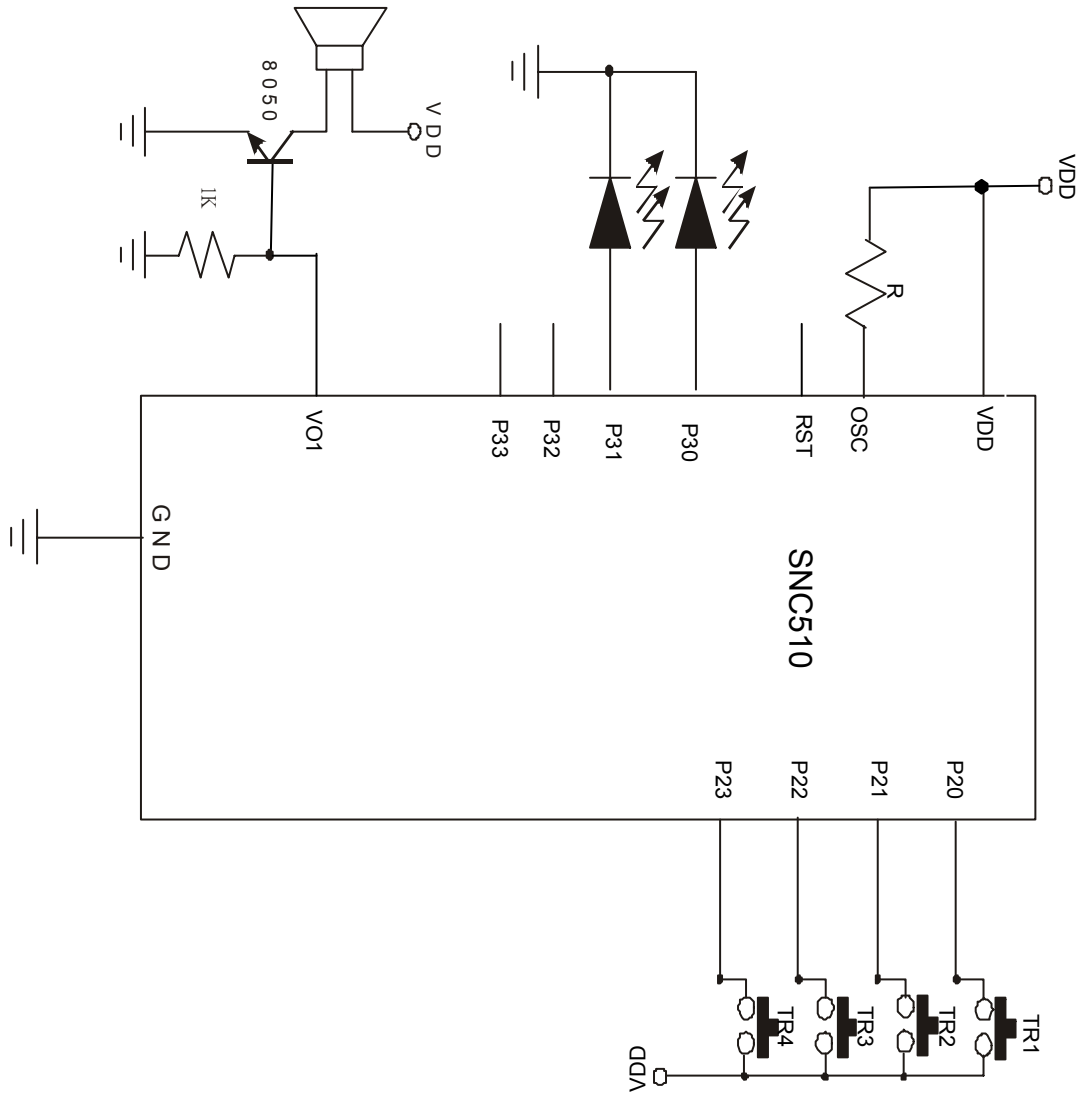 8050
VDD
1K
VDD
R
VO1
P33
P32
P31
P30
RST
OSC
VDD
GND
SNC510
P23
P22
P21
P20
TR4
TR3
TR2
TR1
VDD